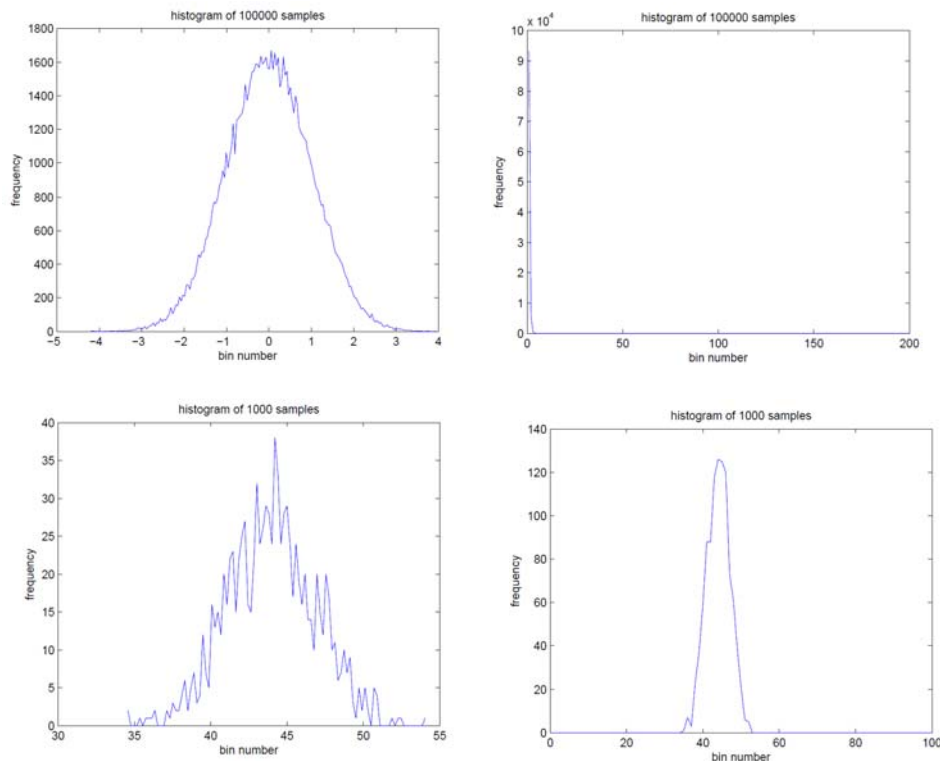 histogram of 100000 samples
1800
1600
1400
1200
1000
800
600
400
200
0
frequency
−5 −4 −3 −2 −1 0 1 2 3 4
bin number
histogram of 100000 samples
x 10⁴
10
9
8
7
6
5
4
3
2
1
0
frequency
0 50 100 150 200
bin number
histogram of 1000 samples
40
35
30
25
20
15
10
5
0
frequency
30 35 40 45 50 55
bin number
histogram of 1000 samples
140
120
100
80
60
40
20
0
frequency
0 20 40 60 80 100
bin number